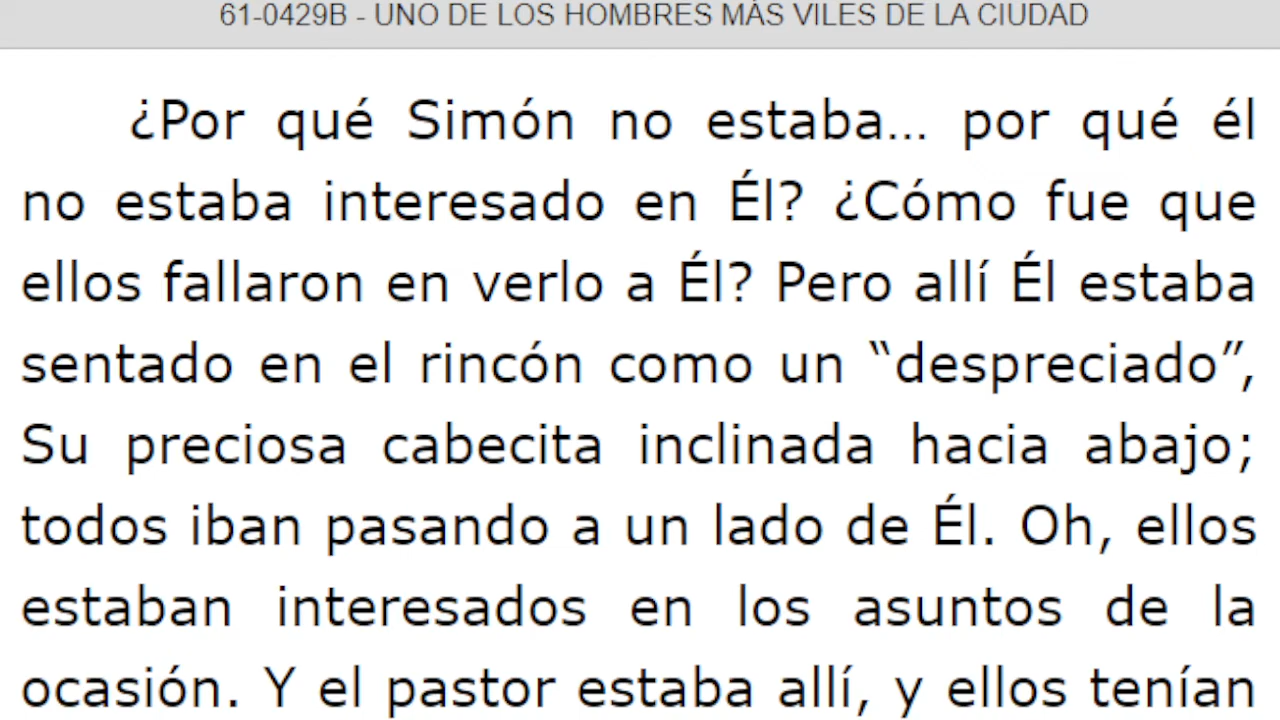 61-0429B - UNO DE LOS HOMBRES MÀS VILES DE LA CIUDAD
¿Por qué Simón no estaba… por qué él
no estaba interesado en Él? ¿Cómo fue que
ellos fallaron en verlo a Él? Pero allí Él estaba
sentado en el rincón como un “despreciado”,
Su preciosa cabecita inclinada hacia abajo;
todos iban pasando a un lado de Él. Oh, ellos
estaban interesados en los asuntos de la
ocasión. Y el pastor estaba allí, y ellos tenían